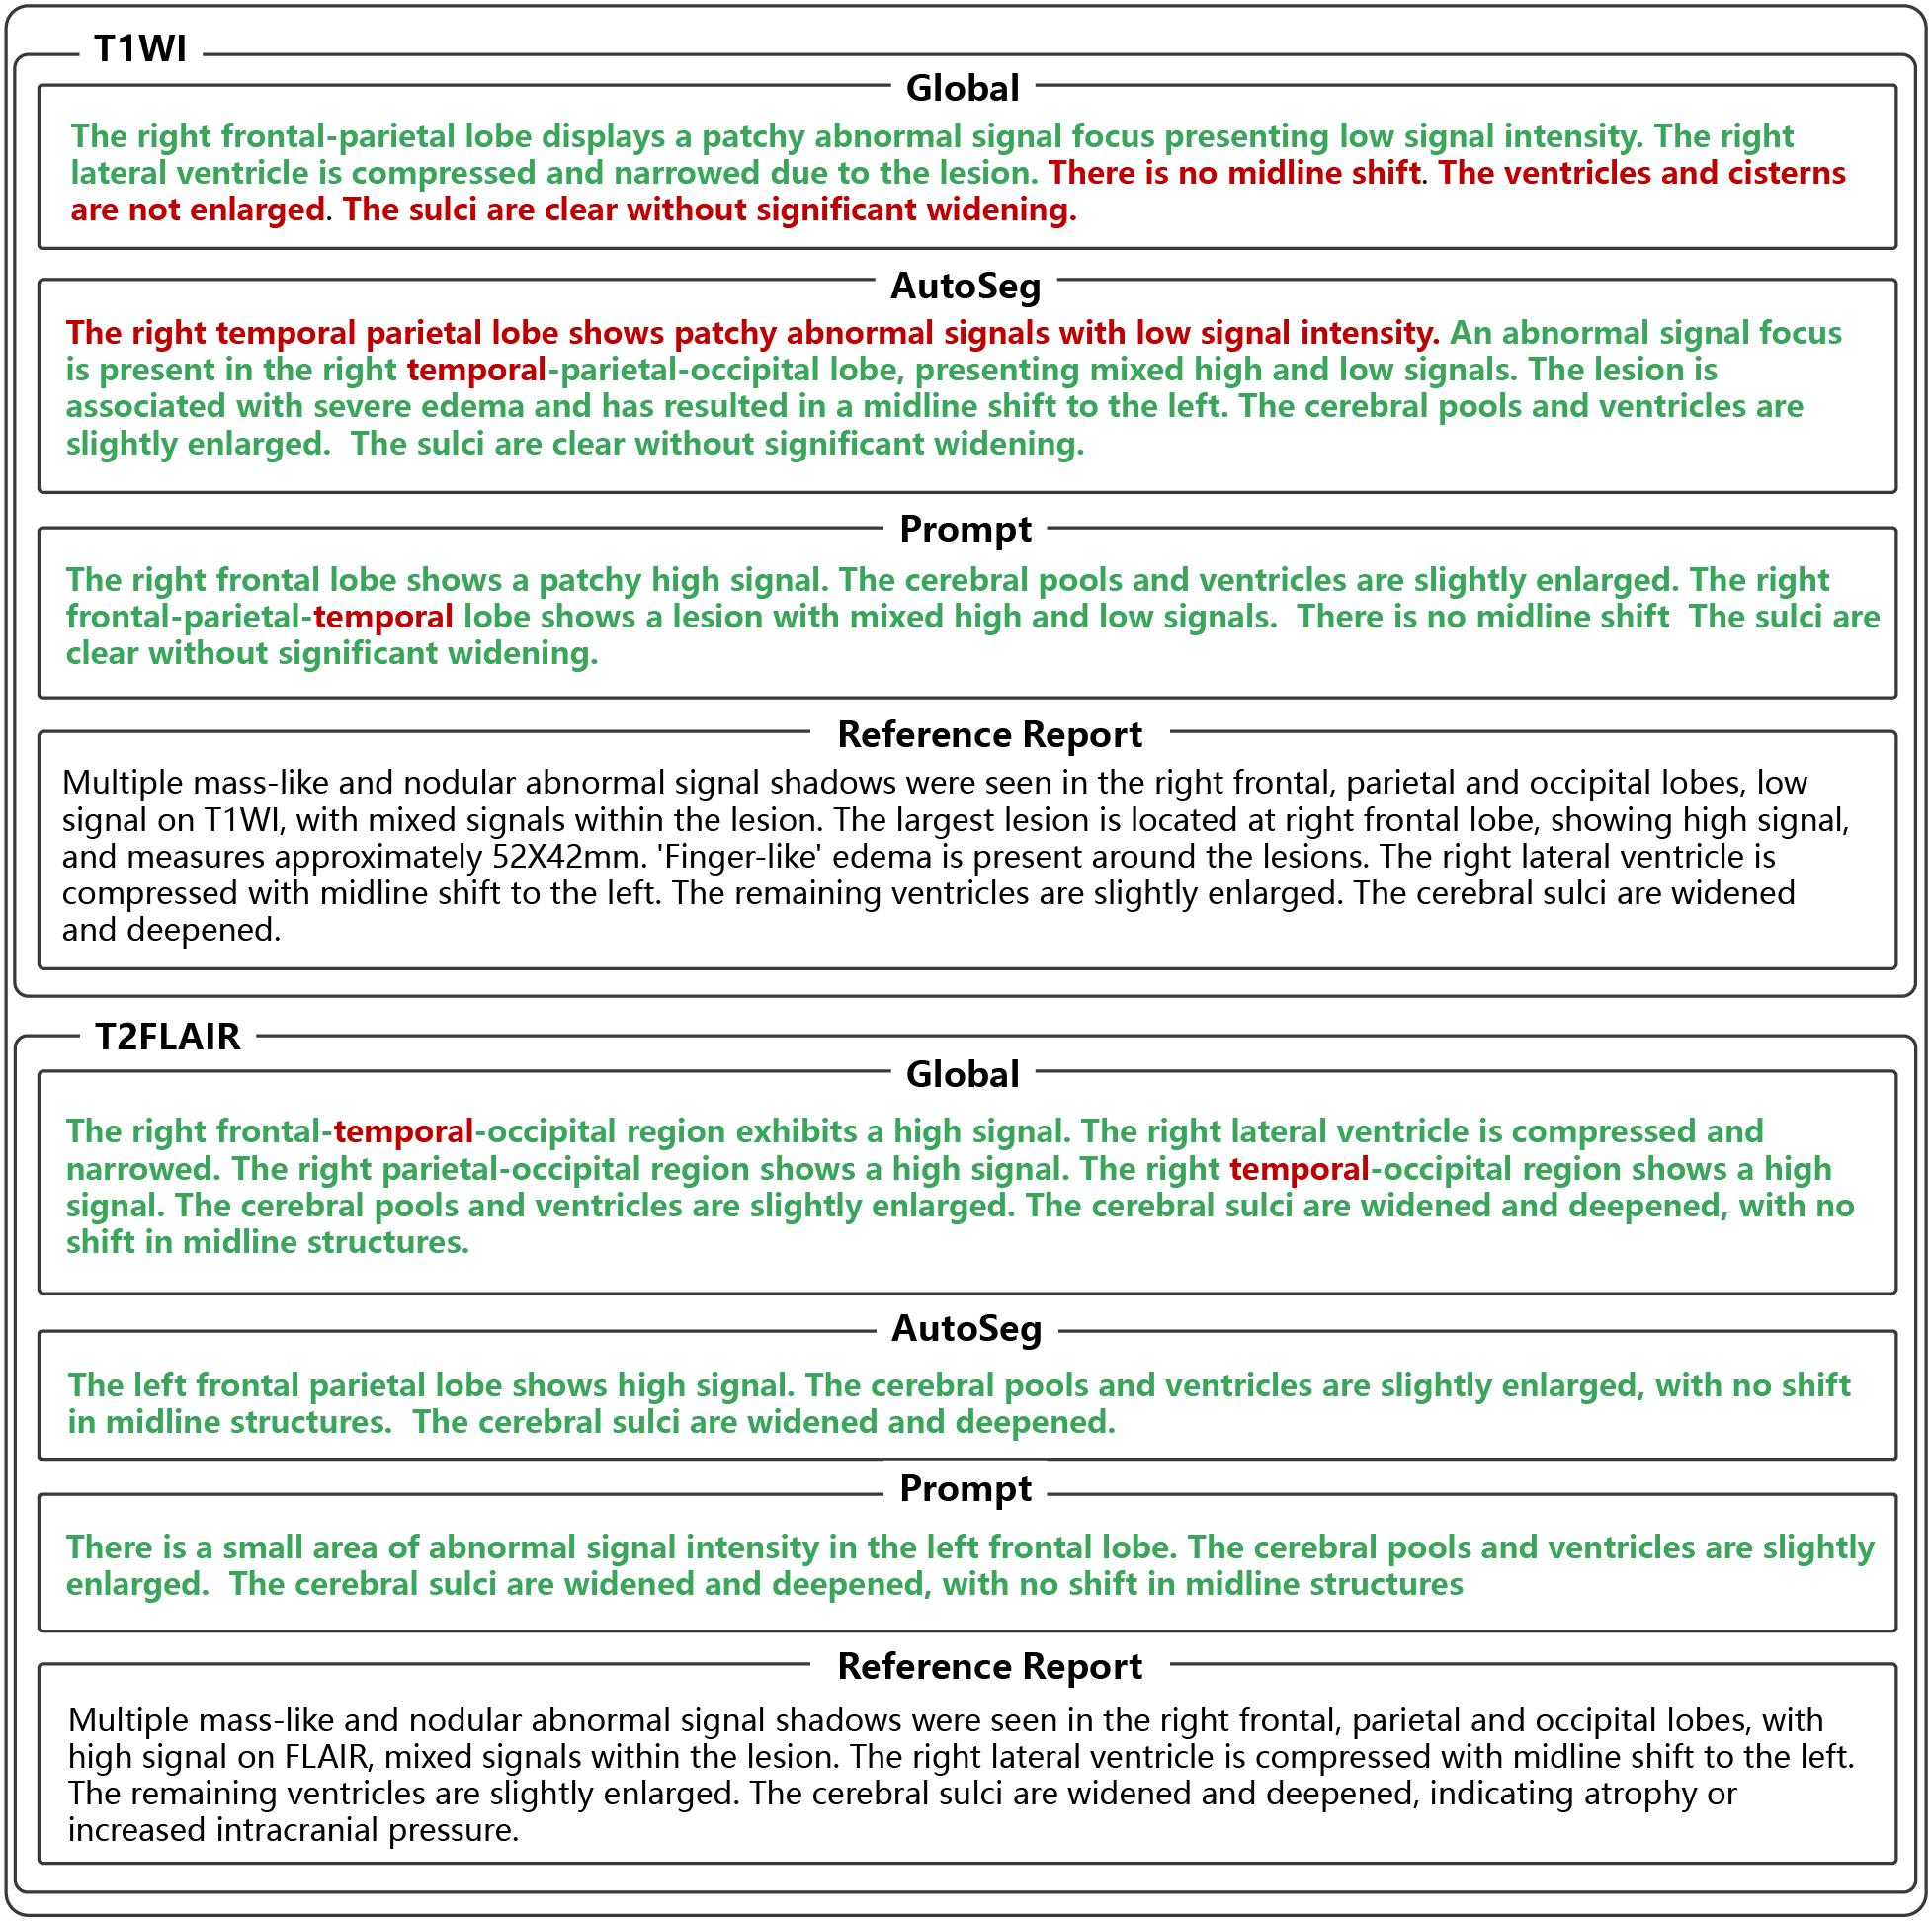 T1WI
Global
The right frontal-parietal lobe displays a patchy abnormal signal focus presenting low signal intensity. The right
lateral ventricle is compressed and narrowed due to the lesion. There is no midline shift. The ventricles and cisterns
are not enlarged. The sulci are clear without significant widening.
AutoSeg
The right temporal parietal lobe shows patchy abnormal signals with low signal intensity. An abnormal signal focus
is present in the right temporal-parietal-occipital lobe, presenting mixed high and low signals. The lesion is
associated with severe edema and has resulted in a midline shift to the left. The cerebral pools and ventricles are
slightly enlarged.  The sulci are clear without significant widening.
Prompt
The right frontal lobe shows a patchy high signal. The cerebral pools and ventricles are slightly enlarged. The right
frontal-parietal-temporal lobe shows a lesion with mixed high and low signals.  There is no midline shift  The sulci are
clear without significant widening.
Reference Report
Multiple mass-like and nodular abnormal signal shadows were seen in the right frontal, parietal and occipital lobes, low
signal on T1WI, with mixed signals within the lesion. The largest lesion is located at right frontal lobe, showing high signal,
and measures approximately 52X42mm. 'Finger-like' edema is present around the lesions. The right lateral ventricle is
compressed with midline shift to the left. The remaining ventricles are slightly enlarged. The cerebral sulci are widened
and deepened.
T2FLAIR
Global
The right frontal-temporal-occipital region exhibits a high signal. The right lateral ventricle is compressed and
narrowed. The right parietal-occipital region shows a high signal. The right temporal-occipital region shows a high
signal. The cerebral pools and ventricles are slightly enlarged. The cerebral sulci are widened and deepened, with no
shift in midline structures.
AutoSeg
The left frontal parietal lobe shows high signal. The cerebral pools and ventricles are slightly enlarged, with no shift
in midline structures.  The cerebral sulci are widened and deepened.
Prompt
There is a small area of abnormal signal intensity in the left frontal lobe. The cerebral pools and ventricles are slightly
enlarged.  The cerebral sulci are widened and deepened, with no shift in midline structures
Reference Report
Multiple mass-like and nodular abnormal signal shadows were seen in the right frontal, parietal and occipital lobes, with
high signal on FLAIR, mixed signals within the lesion. The right lateral ventricle is compressed with midline shift to the left.
The remaining ventricles are slightly enlarged. The cerebral sulci are widened and deepened, indicating atrophy or
increased intracranial pressure.